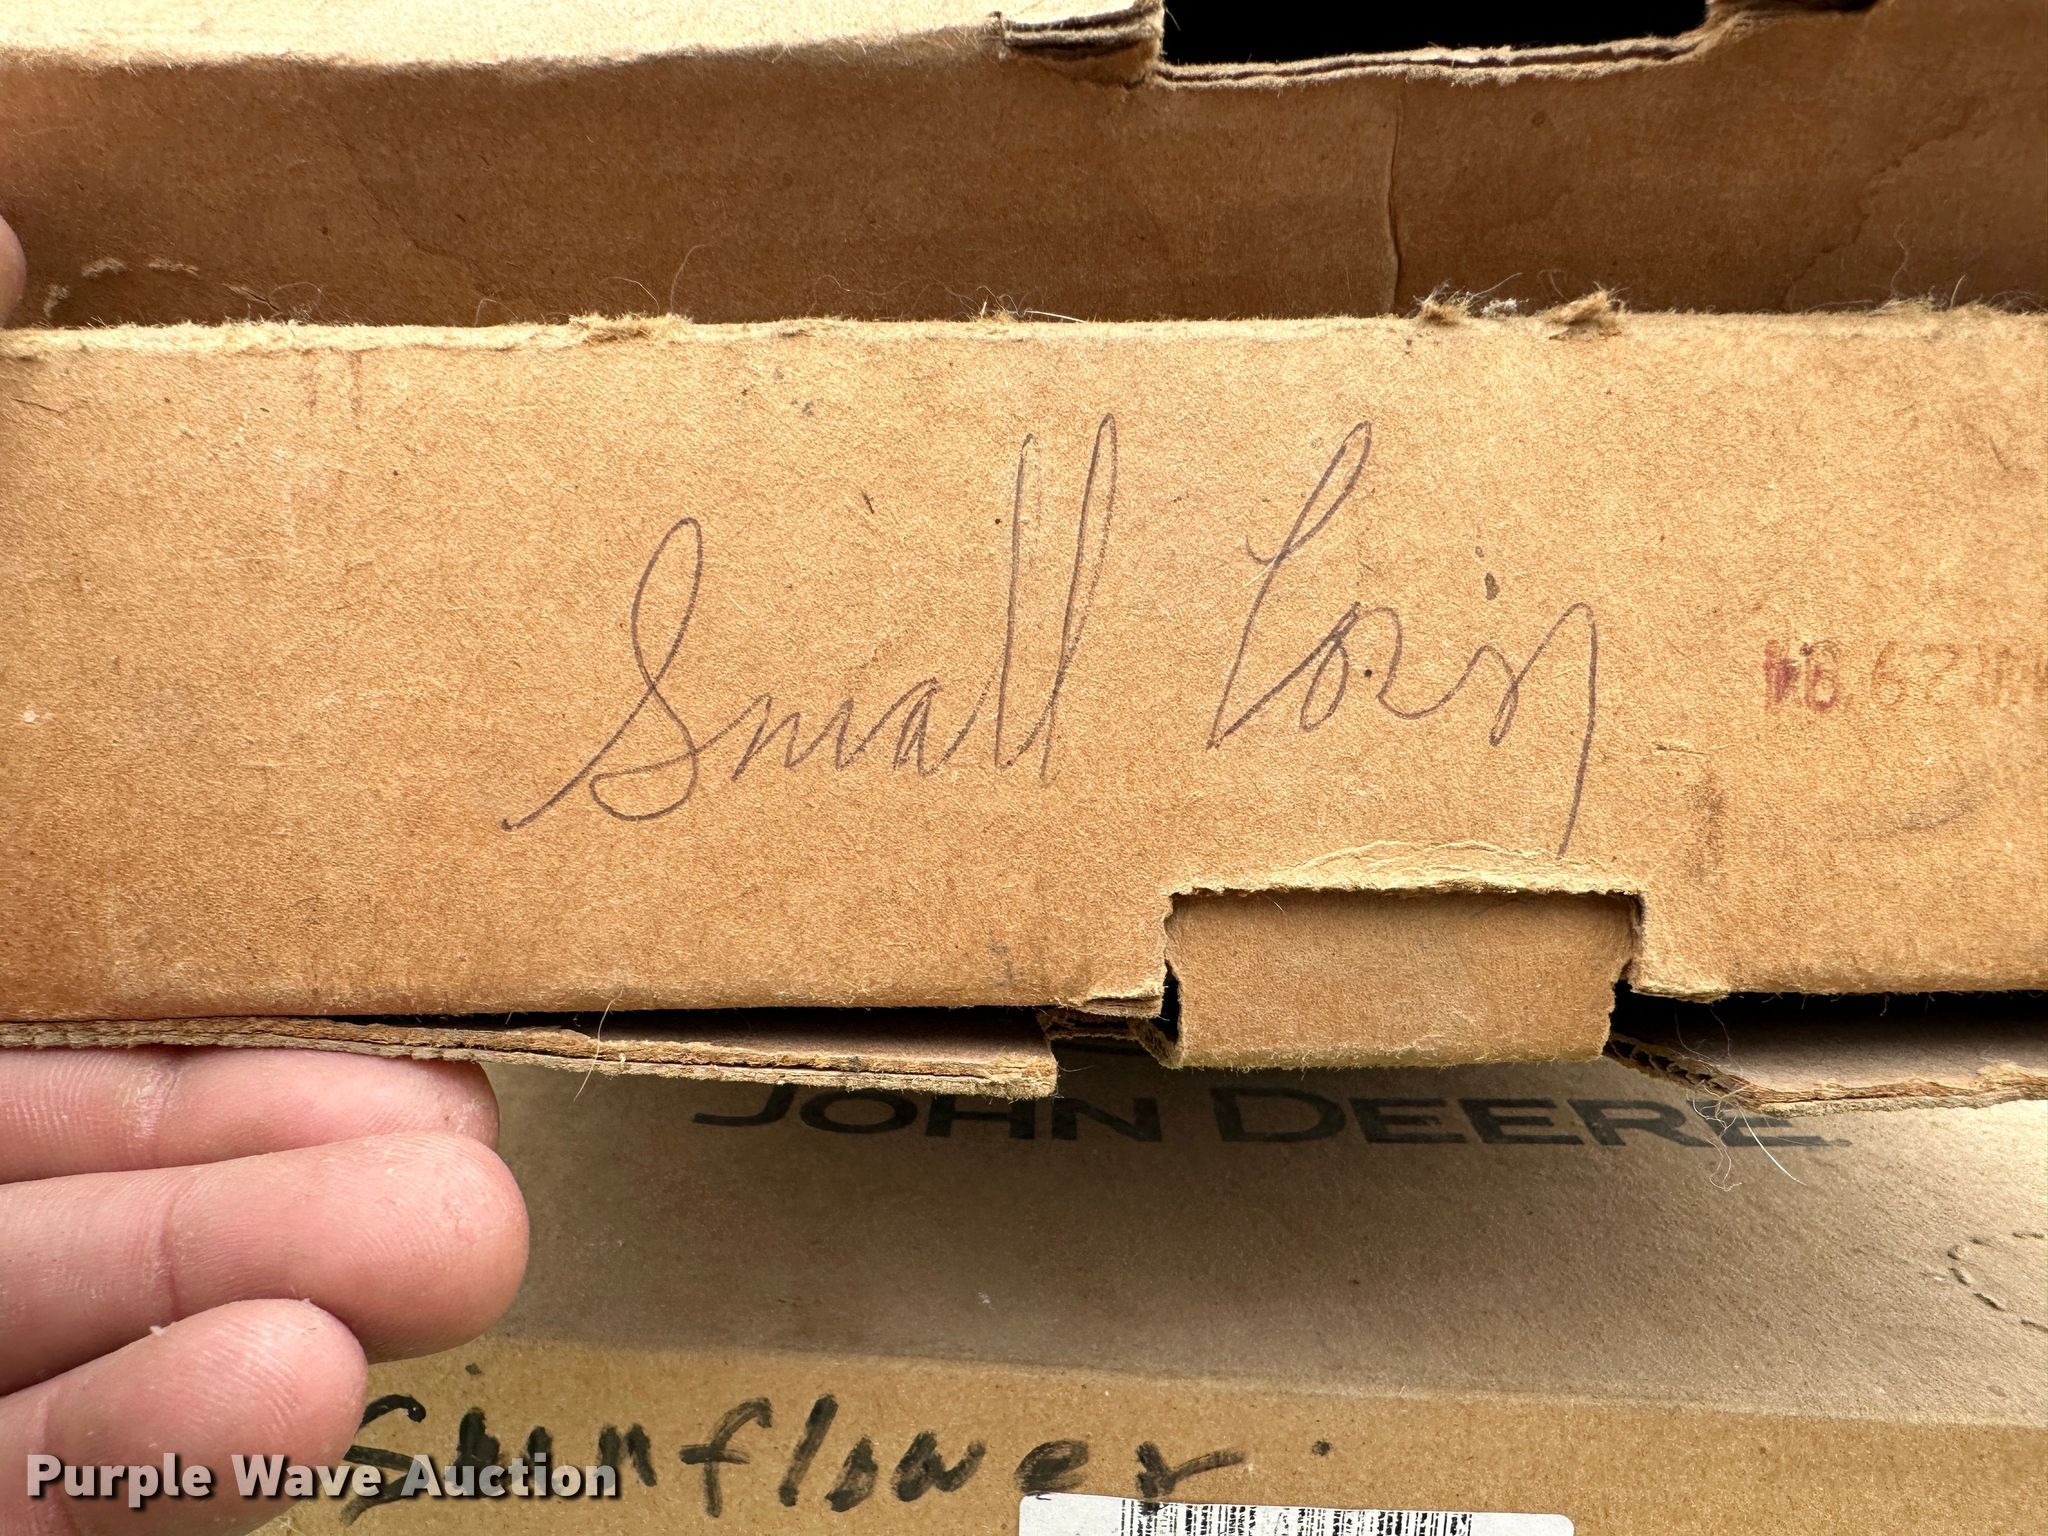 Small Corn
JOHN DEERE
Sunflower
Purple Wave Auction